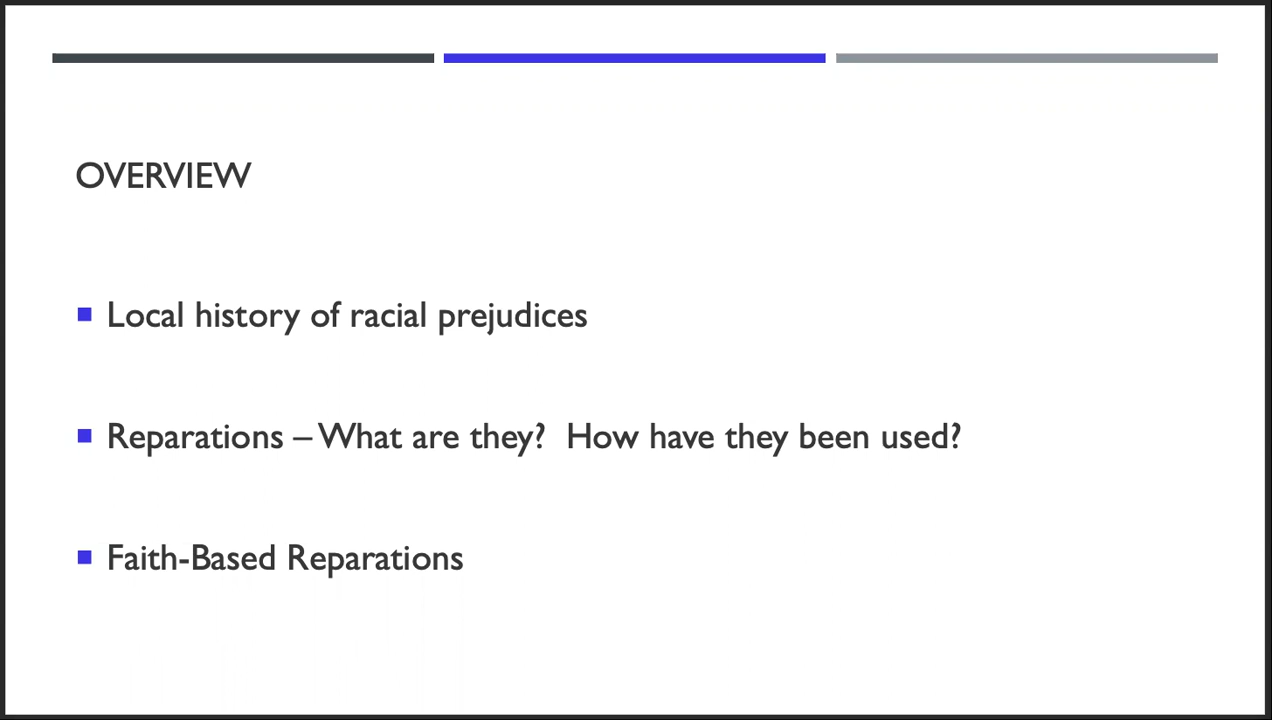 OVERVIEW
Local history of racial prejudices
Reparations – What are they?  How have they been used?
Faith-Based Reparations